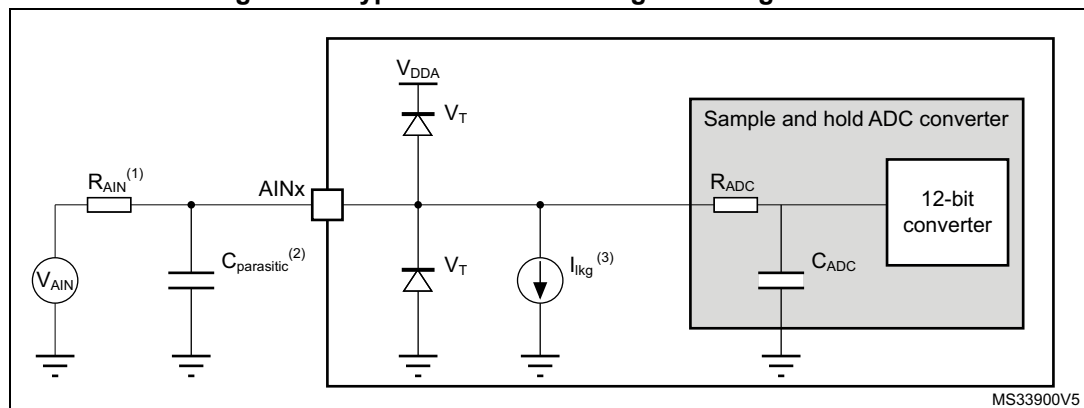 V_DDA
V_T
Sample and hold ADC converter
R_AIN^(1)
AINx
R_ADC
12-bit
converter
V_AIN
C_parasitic^(2)
V_T
I_lkg^(3)
C_ADC
MS33900V5